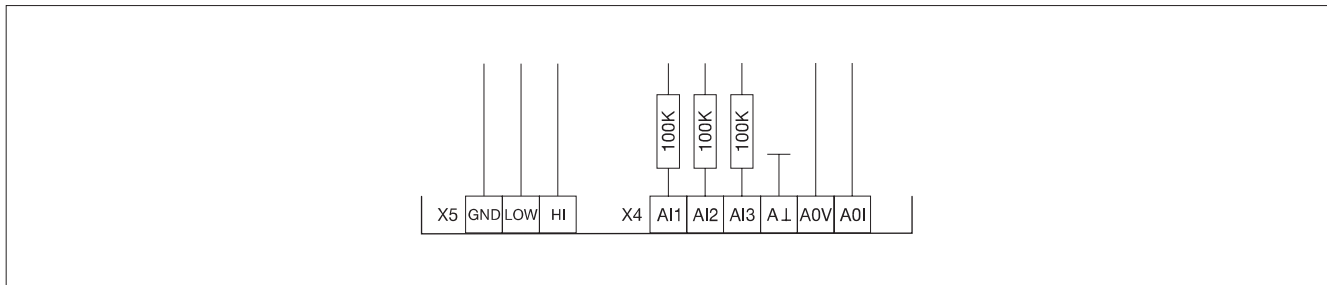 100K 100K 100K
X5 GND LOW HI X4 AI1 AI2 AI3 A⊥ A0V A0I